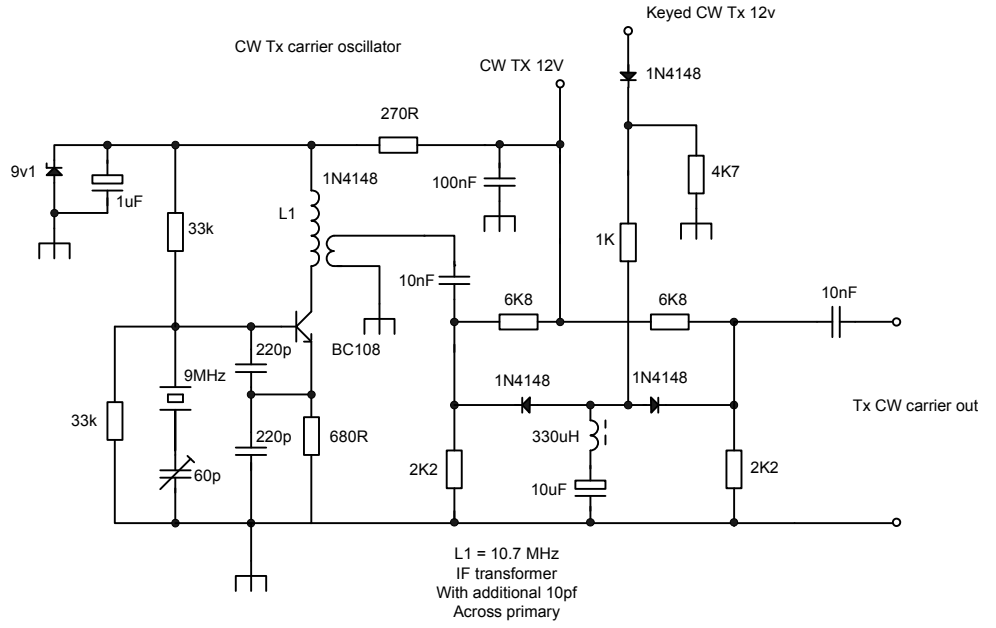 Keyed CW Tx 12v
CW Tx carrier oscillator
CW TX 12V
1N4148
270R
9v1
1uF
1N4148
100nF
4K7
L1
33k
1K
10nF
6K8
6K8
10nF
BC108
220p
9MHz
1N4148
1N4148
Tx CW carrier out
33k
220p
680R
330uH
60p
2K2
10uF
2K2
L1 = 10.7 MHz
IF transformer
With additional 10pf
Across primary